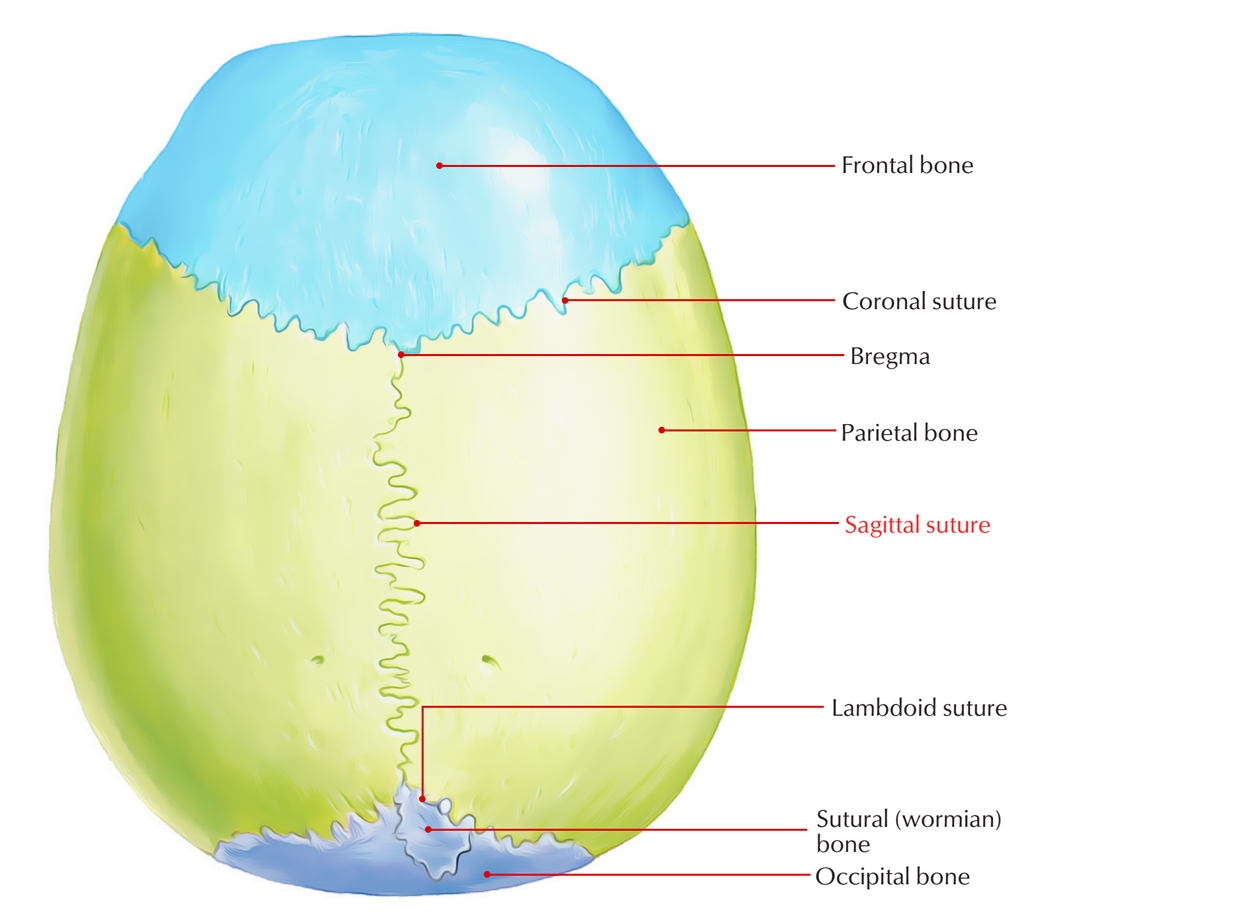 Frontal bone
Coronal suture
Bregma
Parietal bone
Sagittal suture
Lambdoid suture
Sutural (wormian)
bone
Occipital bone